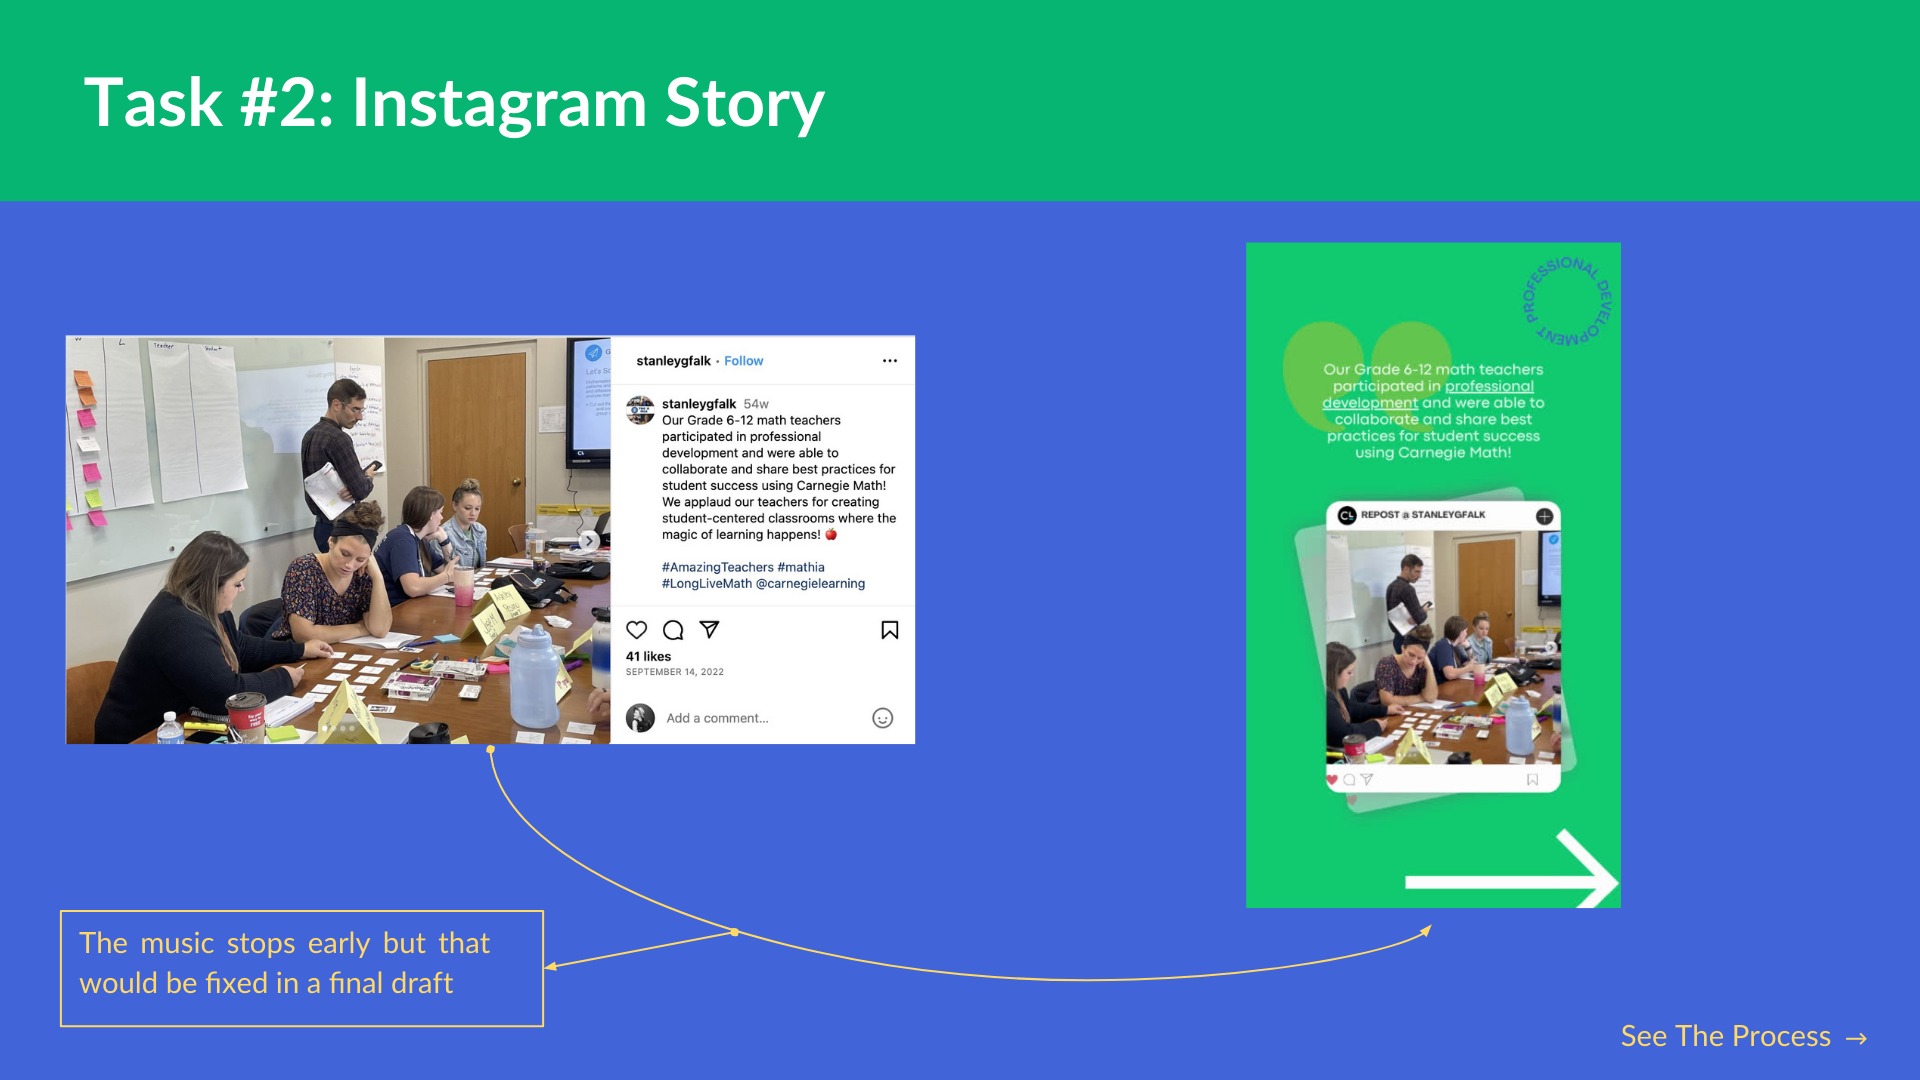 Task #2: Instagram Story
W
L
Teacher
Student
stanleygfalk • Follow
stanleygfalk 54w
Our Grade 6-12 math teachers
participated in professional
development and were able to
collaborate and share best practices for
student success using Carnegie Math!
We applaud our teachers for creating
student-centered classrooms where the
magic of learning happens! 🍎
#AmazingTeachers #mathia
#LongLiveMath @carnegielearning
41 likes
SEPTEMBER 14, 2022
Add a comment...
PROFESSIONAL DEVELOPMENT
Our Grade 6-12 math teachers
participated in professional
development and were able to
collaborate and share best
practices for student success
using Carnegie Math!
CL
REPOST @ STANLEYGFALK
The music stops early but that
would be fixed in a final draft
See The Process →